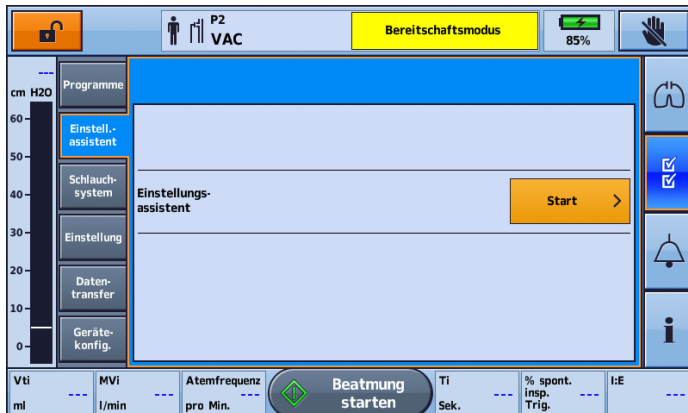 P2
VAC
Bereitschaftsmodus
85%
---
cm H2O
60
50
40
30
20
10
0
Programme
Einstell.-
assistent
Schlauch-
system
Einstellung
Daten-
transfer
Geräte-
konfig.
Einstellungs-
assistent
Start
i
Vti
---
ml
MVi
---
l/min
Atemfrequenz
---
pro Min.
Beatmung
starten
Ti
---
Sek.
% spont.
insp. ---
Trig.
I:E
---